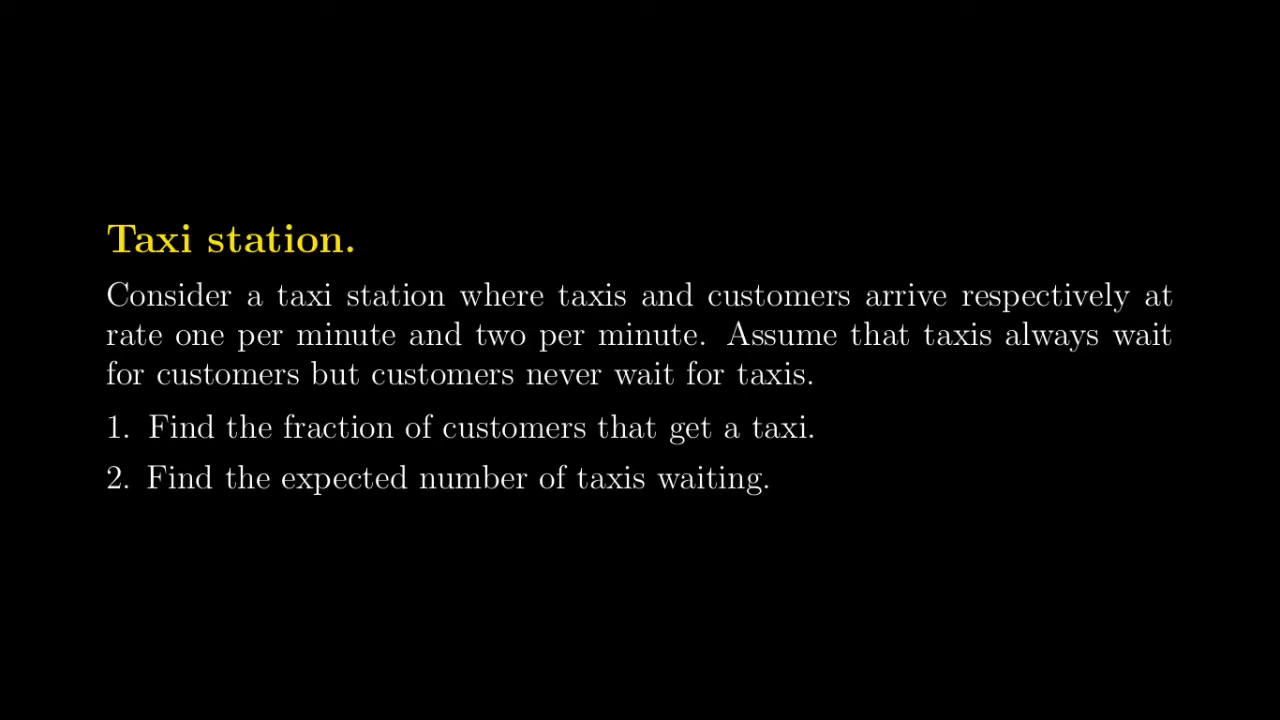 Taxi station.
Consider a taxi station where taxis and customers arrive respectively at
rate one per minute and two per minute. Assume that taxis always wait
for customers but customers never wait for taxis.
1. Find the fraction of customers that get a taxi.
2. Find the expected number of taxis waiting.